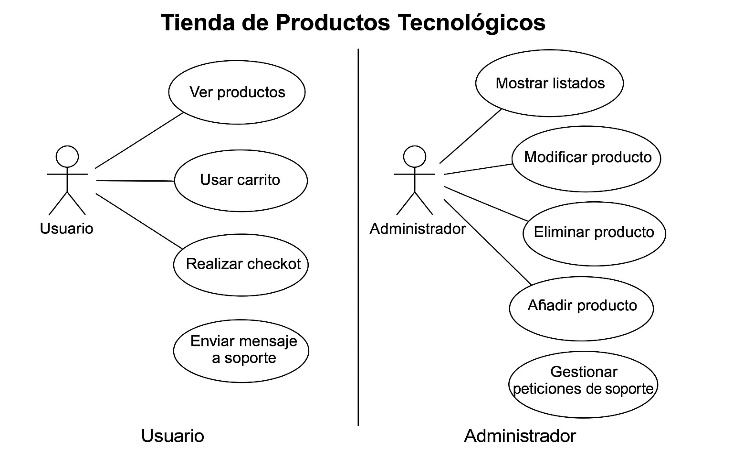 Tienda de Productos Tecnológicos
Ver productos
Usar carrito
Usuario
Realizar checkot
Enviar mensaje
a soporte
Usuario
Mostrar listados
Modificar producto
Administrador
Eliminar producto
Añadir producto
Gestionar
peticiones de soporte
Administrador